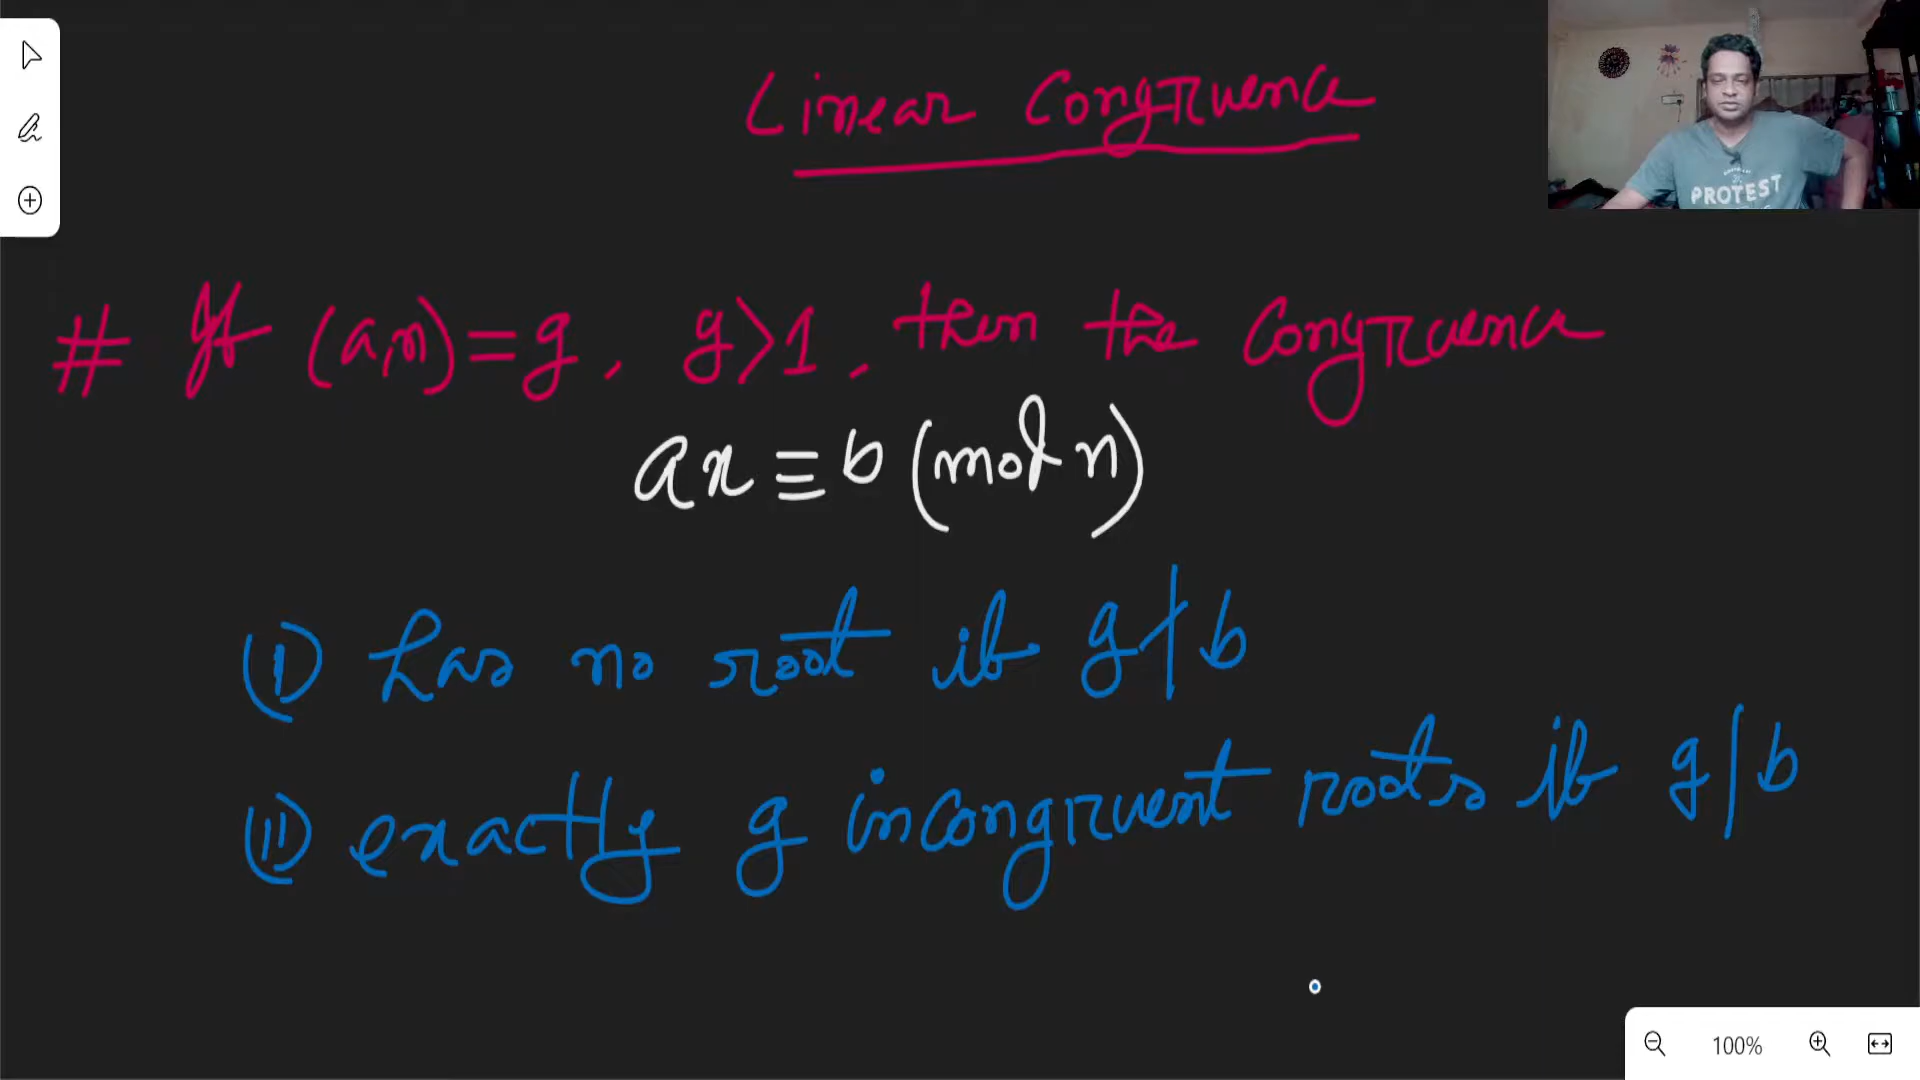 Linear Congruence
PROTEST
# If (a,n)=g, g>1, then the Congruence
ax≡b(mod n)
(I) has no root if g∤b
(II) exactly g incongruent roots if g|b
100%